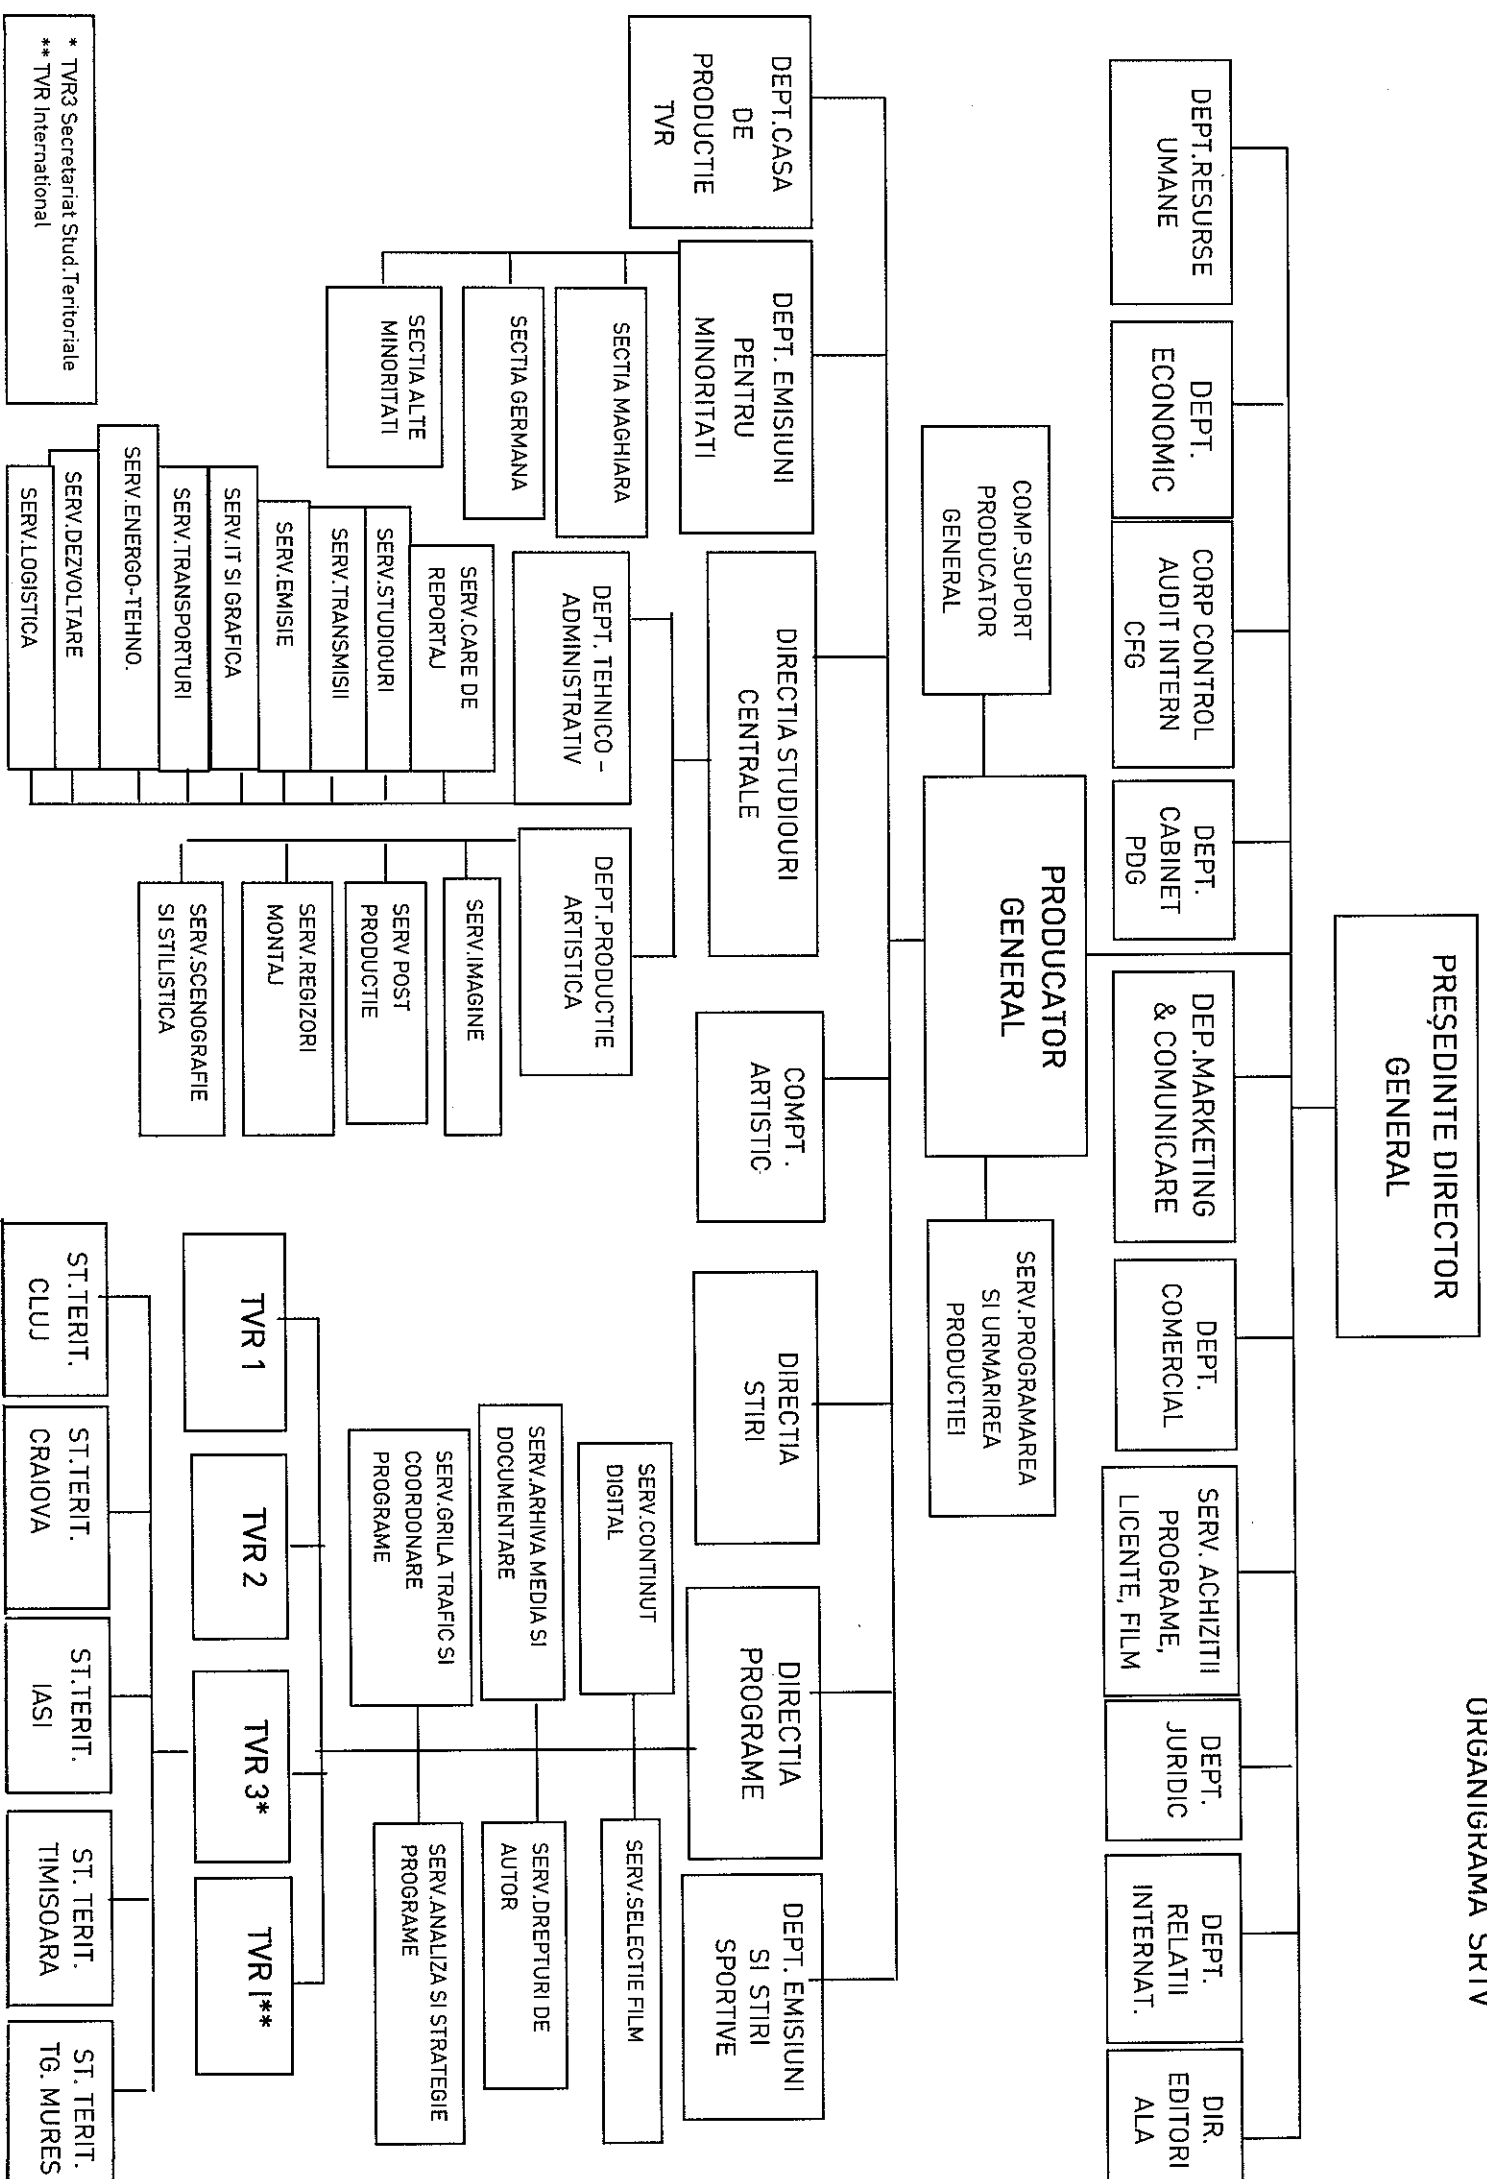 ORGANIGRAMA SRTV
PREȘEDINTE DIRECTOR
GENERAL
DEPT.RESURSE
UMANE
DEPT.
ECONOMIC
CORP CONTROL
AUDIT INTERN
CFG
DEPT.
CABINET
PDG
DEP.MARKETING
& COMUNICARE
DEPT.
COMERCIAL
SERV. ACHIZITII
PROGRAME,
LICENTE, FILM
DEPT.
JURIDIC
DEPT.
RELATII
INTERNAT.
DIR.
EDITORI
ALA
COMP.SUPORT
PRODUCATOR
GENERAL
PRODUCATOR
GENERAL
SERV.PROGRAMAREA
SI URMARIREA
PRODUCTIEI
DEPT.CASA
DE
PRODUCTIE
TVR
DEPT. EMISIUNI
PENTRU
MINORITATI
DIRECTIA STUDIOURI
CENTRALE
COMPT.
ARTISTIC
DIRECTIA
STIRI
DIRECTIA
PROGRAME
DEPT. EMISIUNI
SI STIRI
SPORTIVE
SECTIA MAGHIARA
SECTIA GERMANA
SECTIA ALTE
MINORITATI
DEPT. TEHNICO –
ADMINISTRATIV
DEPT.PRODUCTIE
ARTISTICA
SERV.CARE DE
REPORTAJ
SERV.STUDIOURI
SERV.TRANSMISII
SERV.EMISIE
SERV.IT SI GRAFICA
SERV.TRANSPORTURI
SERV.ENERGO-TEHNO.
SERV.DEZVOLTARE
SERV.LOGISTICA
SERV.IMAGINE
SERV POST
PRODUCTIE
SERV.REGIZORI
MONTAJ
SERV.SCENOGRAFIE
SI STILISTICA
SERV.CONTINUT
DIGITAL
SERV.SELECTIE FILM
SERV.ARHIVA MEDIA SI
DOCUMENTARE
SERV.DREPTURI DE
AUTOR
SERV.GRILA TRAFIC SI
COORDONARE
PROGRAME
SERV.ANALIZA SI STRATEGIE
PROGRAME
TVR 1
TVR 2
TVR 3*
TVR I**
ST.TERIT.
CLUJ
ST.TERIT.
CRAIOVA
ST.TERIT.
IASI
ST. TERIT.
TIMISOARA
ST. TERIT.
TG. MURES
* TVR3 Secretariat Stud.Teritoriale
** TVR International